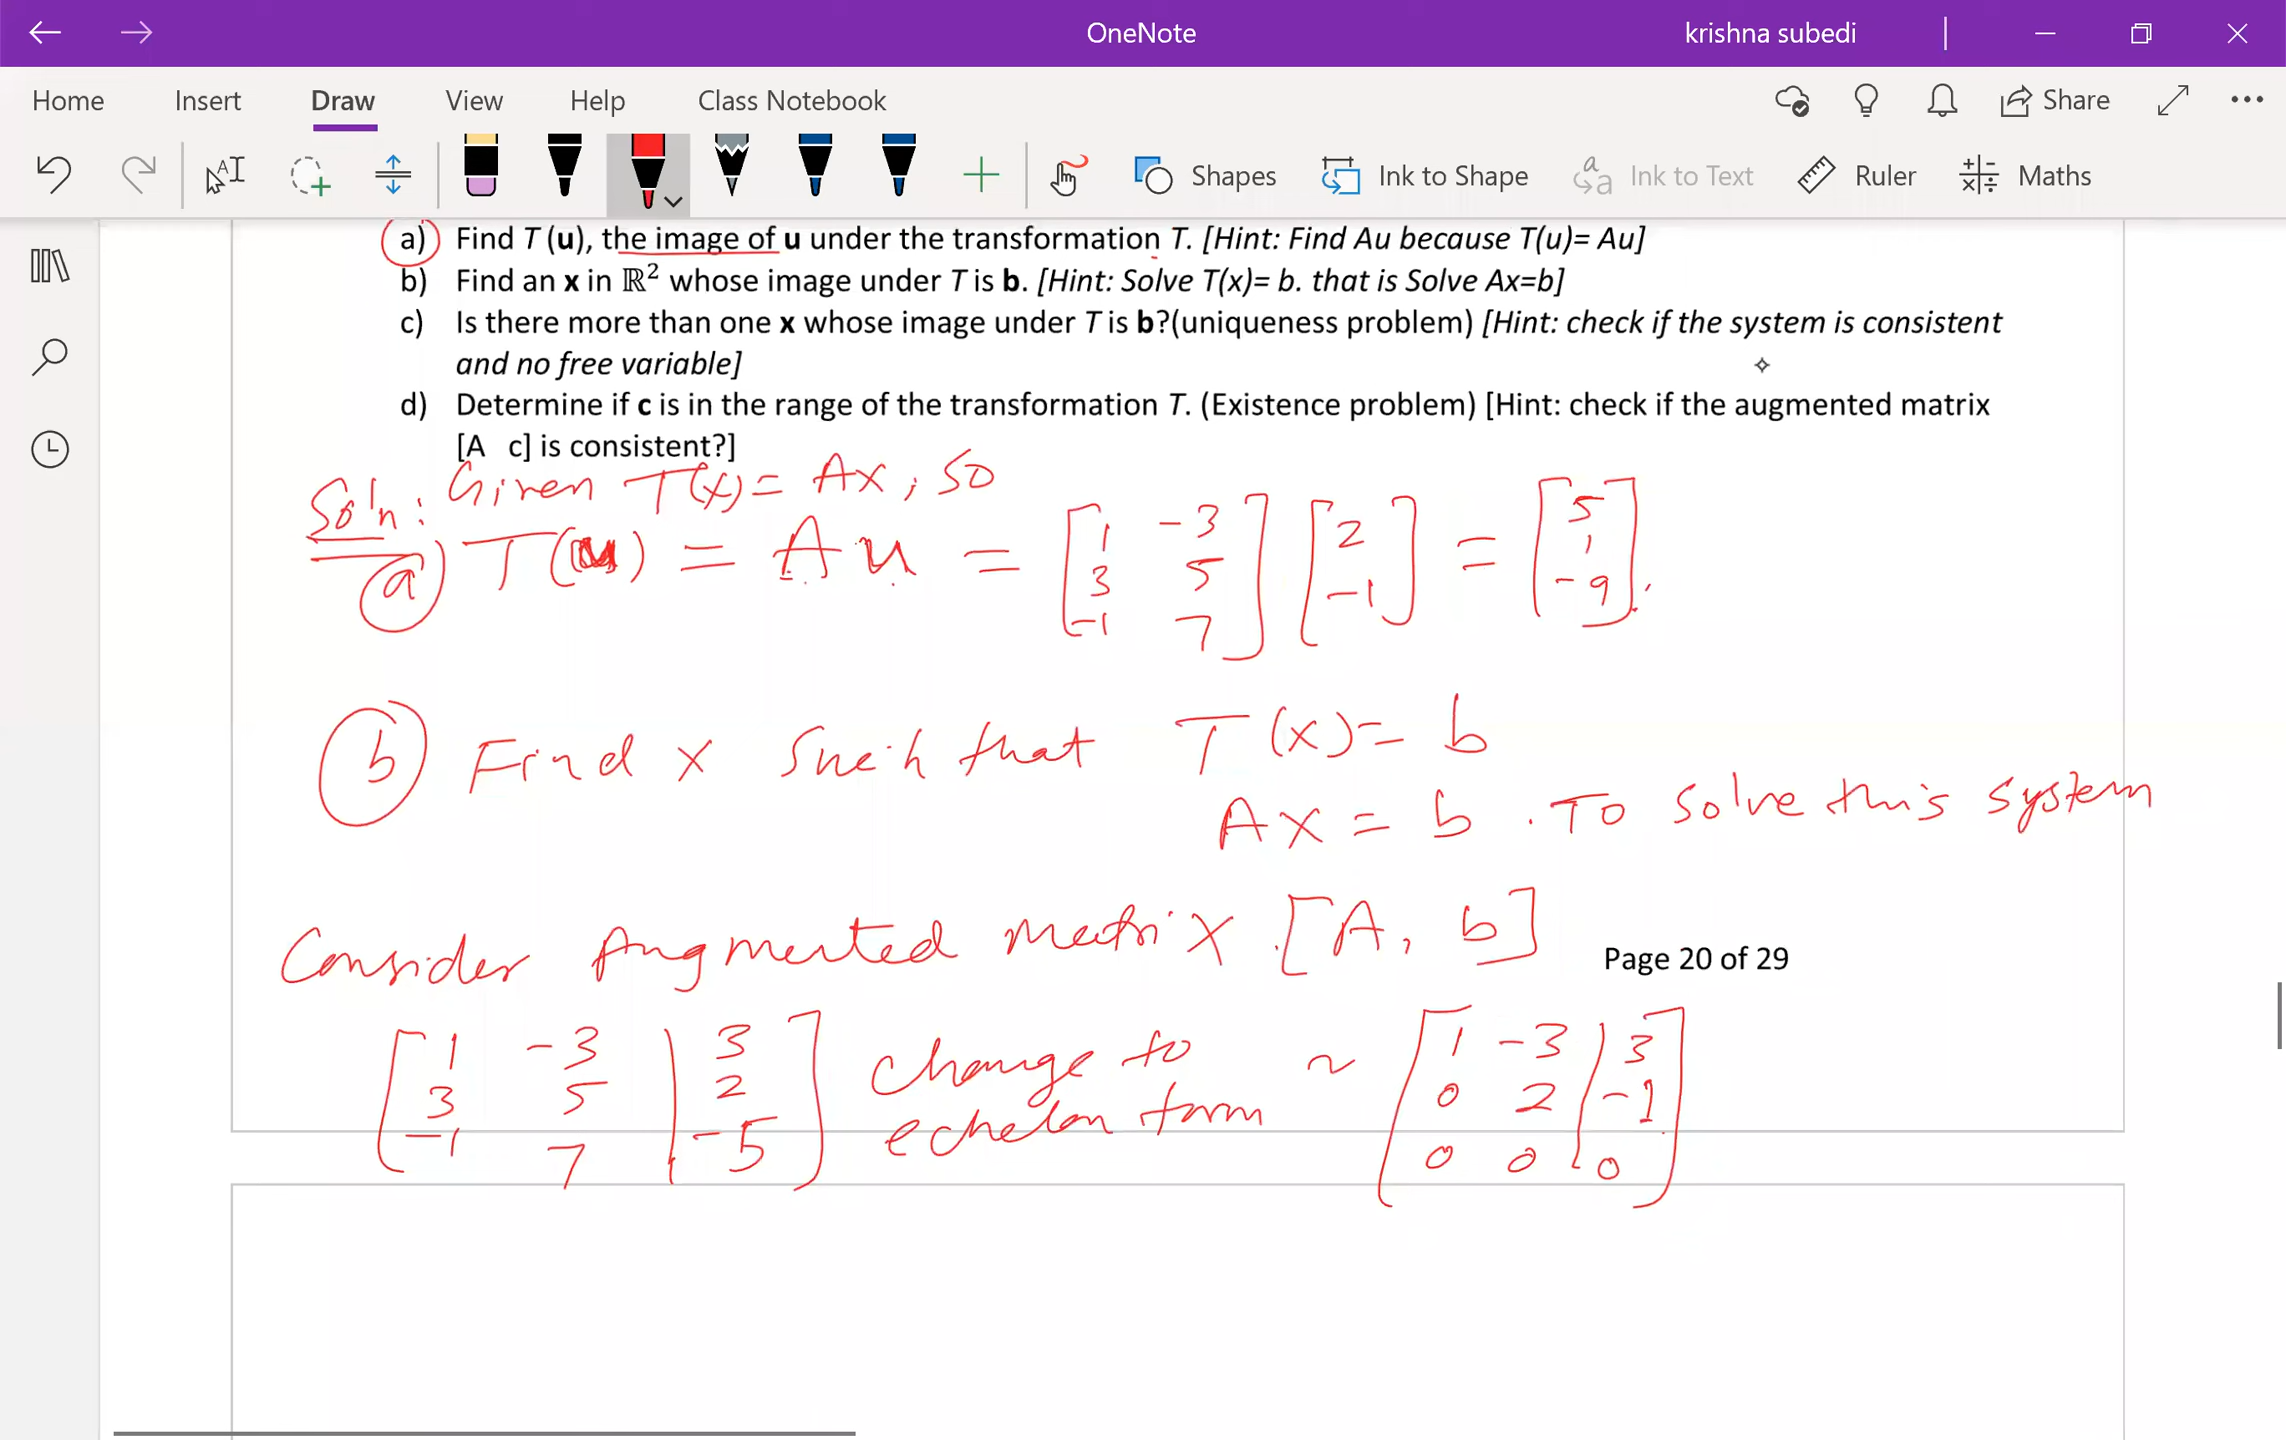 OneNote
krishna subedi
Home Insert Draw View Help Class Notebook Share
Shapes Ink to Shape Ink to Text Ruler Maths
a) Find T (u), the image of u under the transformation T. [Hint: Find Au because T(u)= Au]
b) Find an x in ℝ² whose image under T is b. [Hint: Solve T(x)= b. that is Solve Ax=b]
c) Is there more than one x whose image under T is b?(uniqueness problem) [Hint: check if the system is consistent
and no free variable]
d) Determine if c is in the range of the transformation T. (Existence problem) [Hint: check if the augmented matrix
[A c] is consistent?]
Soln: Given T(x) = Ax, so
a) T(u) = Au = [1 -3; 3 5; -1 7] [2; -1] = [5; 1; -9].
b Find x such that T(x) = b
Ax = b . To solve this system
Consider Augmented matrix [A, b]
Page 20 of 29
[1 -3 | 3; 3 5 | 2; -1 7 | -5] change to echelon form ~ [1 -3 | 3; 0 2 | -1; 0 0 | 0]